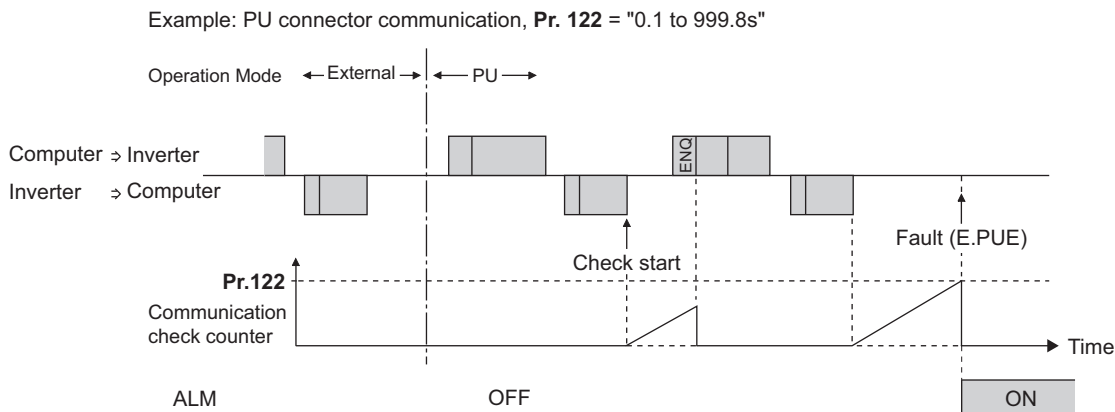 Example: PU connector communication, Pr. 122 = "0.1 to 999.8s"
Operation Mode External PU
Computer ⇒ Inverter
ENQ
Inverter ⇒ Computer
Fault (E.PUE)
Check start
Pr.122
Communication
check counter
Time
ALM OFF ON